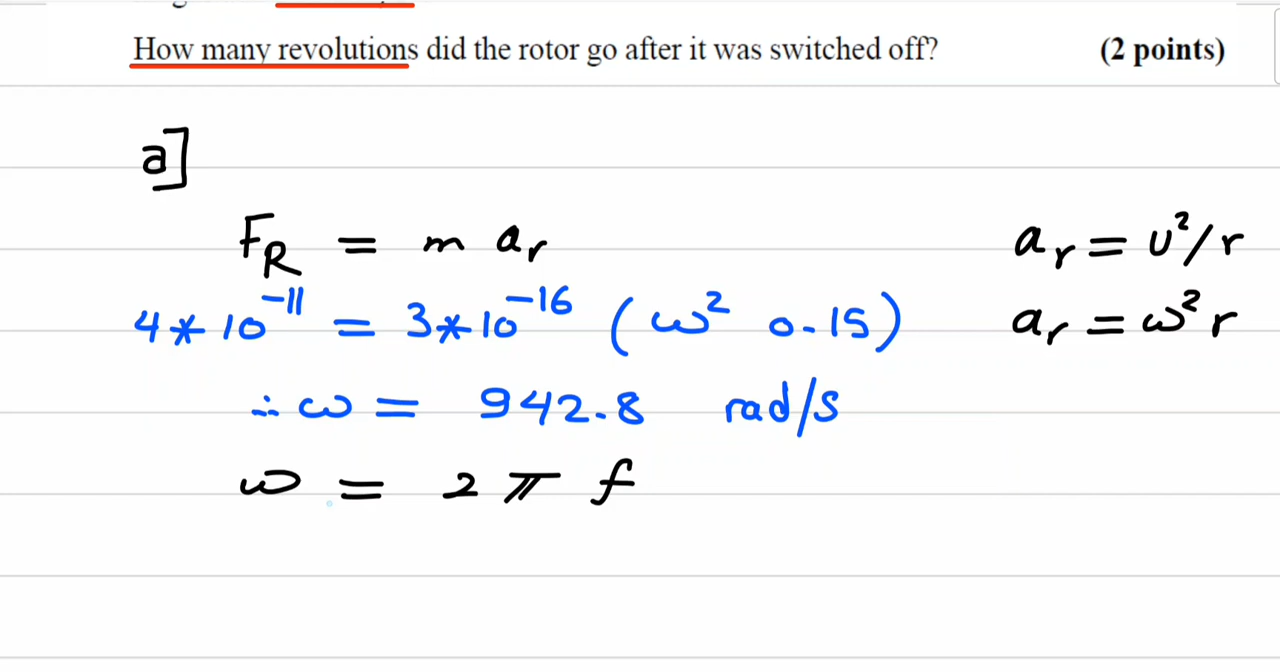 How many revolutions did the rotor go after it was switched off? (2 points)
a]
F_R = m a_r
a_r = v²/r
4*10⁻¹¹ = 3*10⁻¹⁶ (ω² 0.15)
a_r = ω² r
∴ ω = 942.8 rad/s
ω = 2 π f